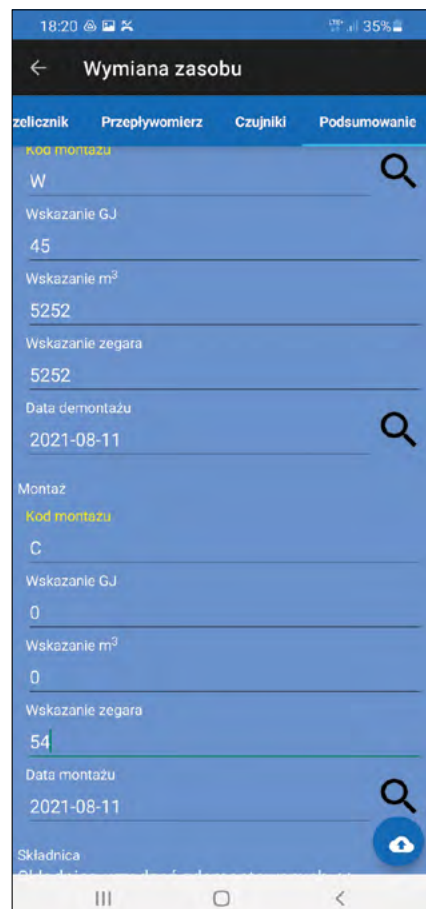 18:20 35%
Wymiana zasobu
zelicznik Przepływomierz Czujniki Podsumowanie
Kod montażu
W
Wskazanie GJ
45
Wskazanie m³
5252
Wskazanie zegara
5252
Data demontażu
2021-08-11
Montaż
Kod montażu
C
Wskazanie GJ
0
Wskazanie m³
0
Wskazanie zegara
54
Data montażu
2021-08-11
Składnica